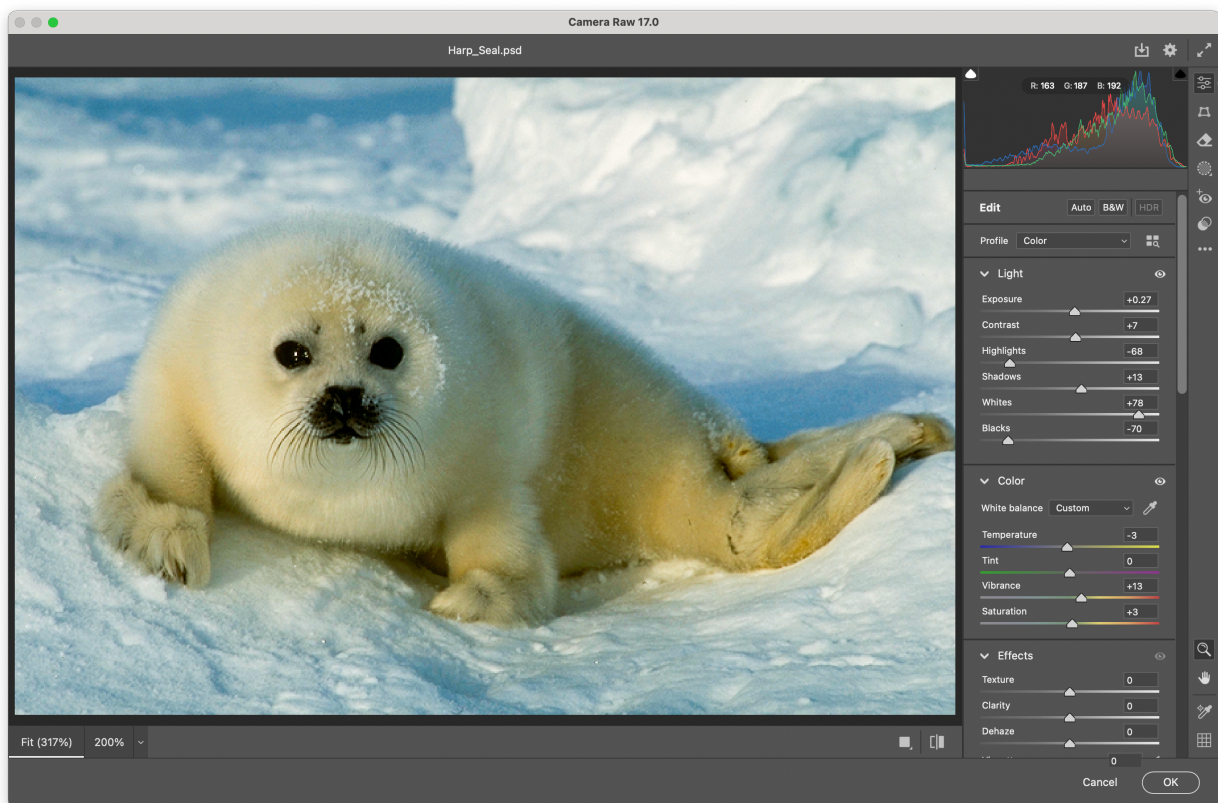 Camera Raw 17.0
Harp_Seal.psd
R: 163 G: 187 B: 192
Edit Auto B&W HDR
Profile Color
Light
Exposure +0.27
Contrast +7
Highlights -68
Shadows +13
Whites +78
Blacks -70
Color
White balance Custom
Temperature -3
Tint 0
Vibrance +13
Saturation +3
Effects
Texture 0
Clarity 0
Dehaze 0
0
Fit (317%) 200%
Cancel OK